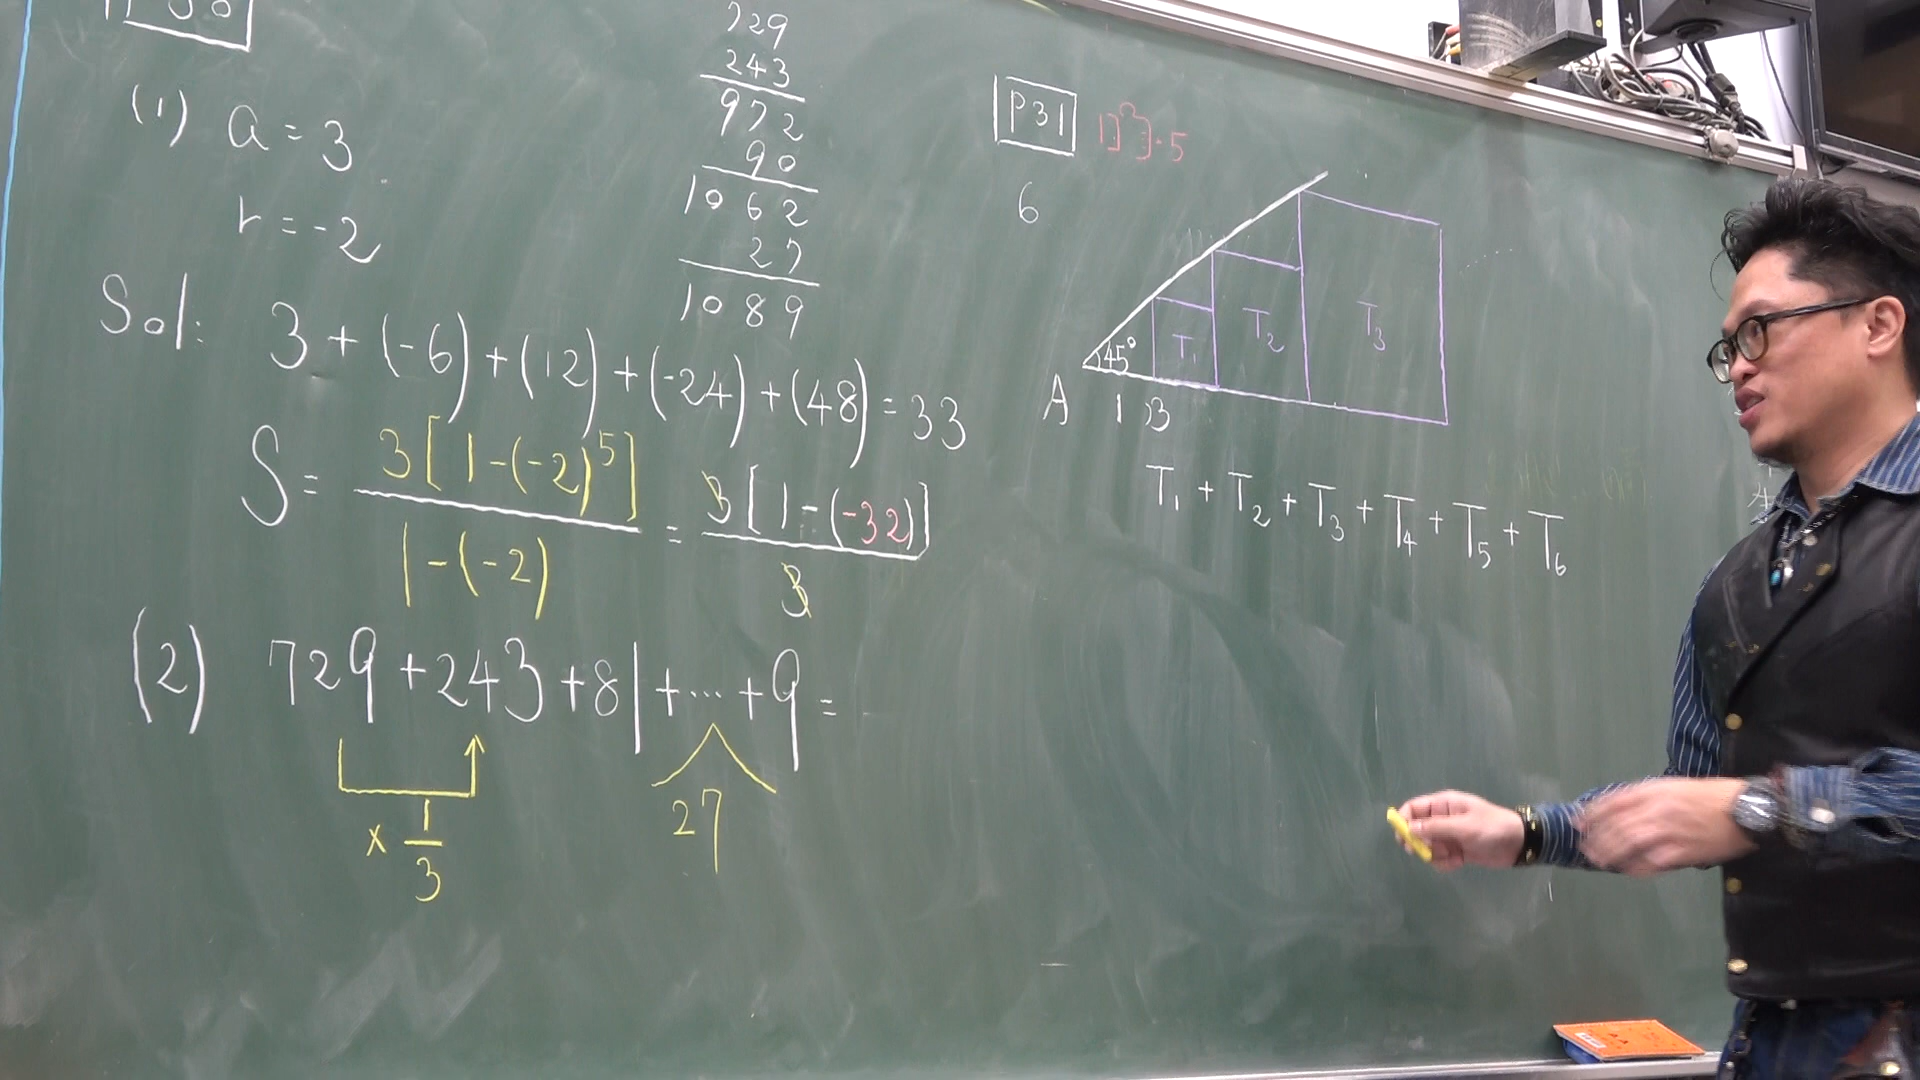 (1) a = 3
r = -2
Sol: 3 + (-6) + (12) + (-24) + (48) = 33
S = 3[1-(-2)^5] / 1-(-2) = 3[1-(-32)] / 3
(2) 729 + 243 + 81 + ... + 9 =
× 1/3
27
729
243
972
90
1062
27
1089
P31
6
45°
T₁
T₂
T₃
A 1 B
T₁ + T₂ + T₃ + T₄ + T₅ + T₆